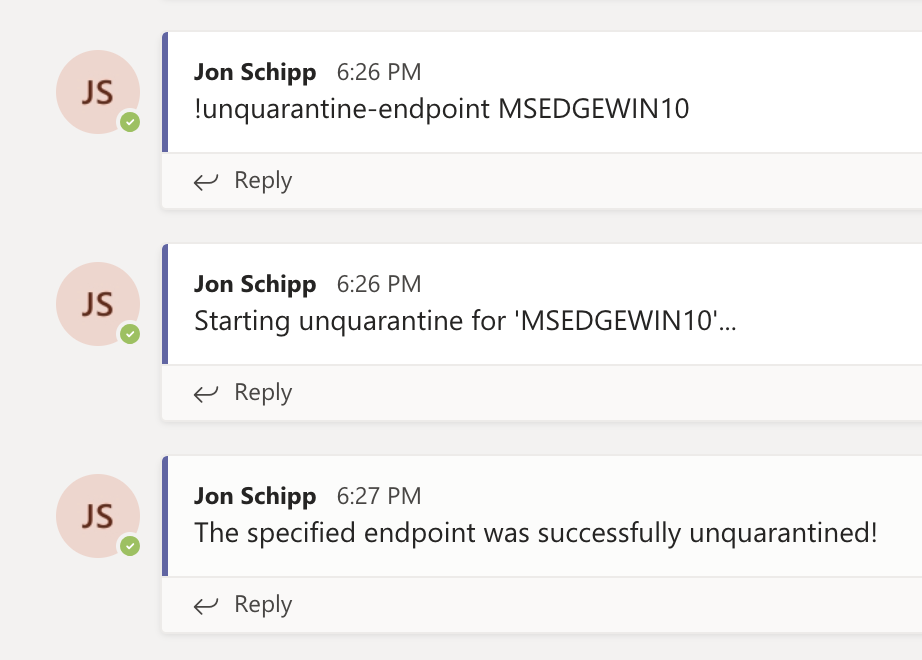 JS
Jon Schipp 6:26 PM
!unquarantine-endpoint MSEDGEWIN10
Reply
JS
Jon Schipp 6:26 PM
Starting unquarantine for 'MSEDGEWIN10'...
Reply
JS
Jon Schipp 6:27 PM
The specified endpoint was successfully unquarantined!
Reply